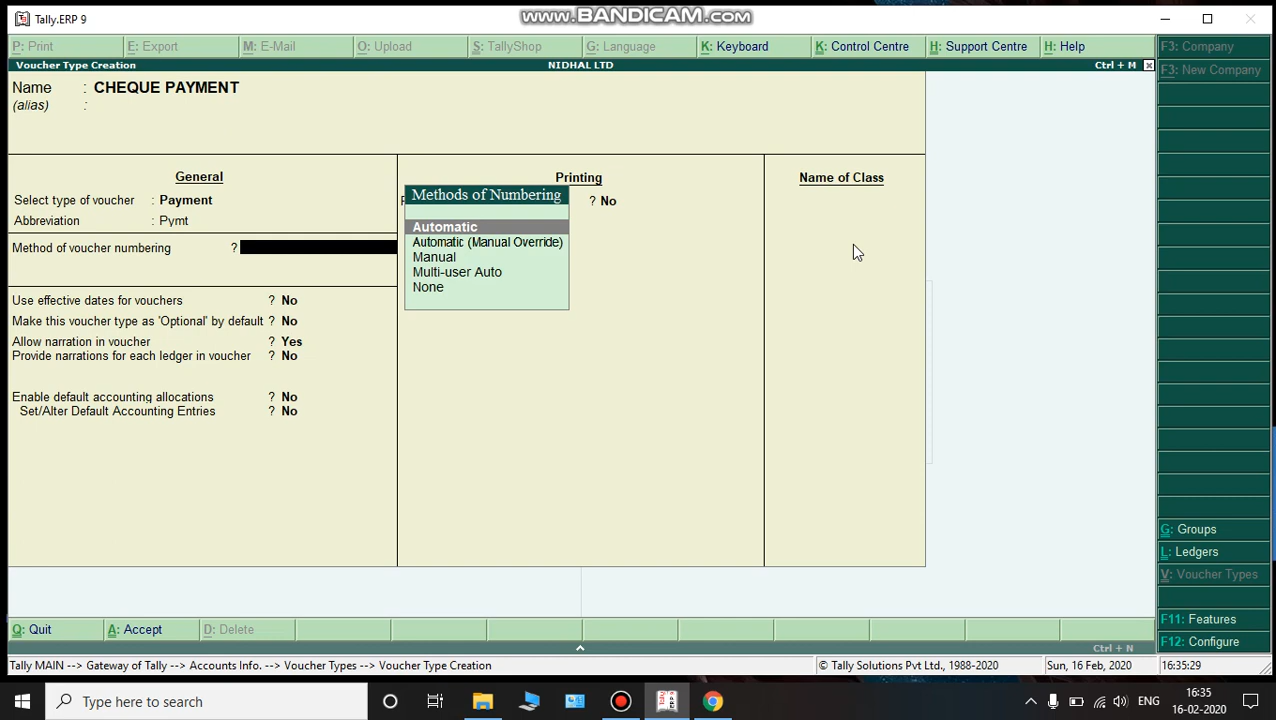 www.BANDICAM.com
Tally.ERP 9
P: Print E: Export M: E-Mail O: Upload S: TallyShop G: Language K: Keyboard K: Control Centre H: Support Centre H: Help
F3: Company
Voucher Type Creation NIDHAL LTD Ctrl + M
F3: New Company
Name : CHEQUE PAYMENT
(alias) :
General Printing Name of Class
Select type of voucher : Payment
? No
Abbreviation : Pymt
Method of voucher numbering ?
Methods of Numbering
Automatic
Automatic (Manual Override)
Manual
Multi-user Auto
None
Use effective dates for vouchers ? No
Make this voucher type as 'Optional' by default ? No
Allow narration in voucher ? Yes
Provide narrations for each ledger in voucher ? No
Enable default accounting allocations ? No
Set/Alter Default Accounting Entries ? No
G: Groups
L: Ledgers
V: Voucher Types
F11: Features
F12: Configure
Q: Quit A: Accept D: Delete
Ctrl + N
Tally MAIN --> Gateway of Tally --> Accounts Info. --> Voucher Types --> Voucher Type Creation © Tally Solutions Pvt Ltd., 1988-2020 Sun, 16 Feb, 2020 16:35:29
Type here to search
ENG
16:35
16-02-2020